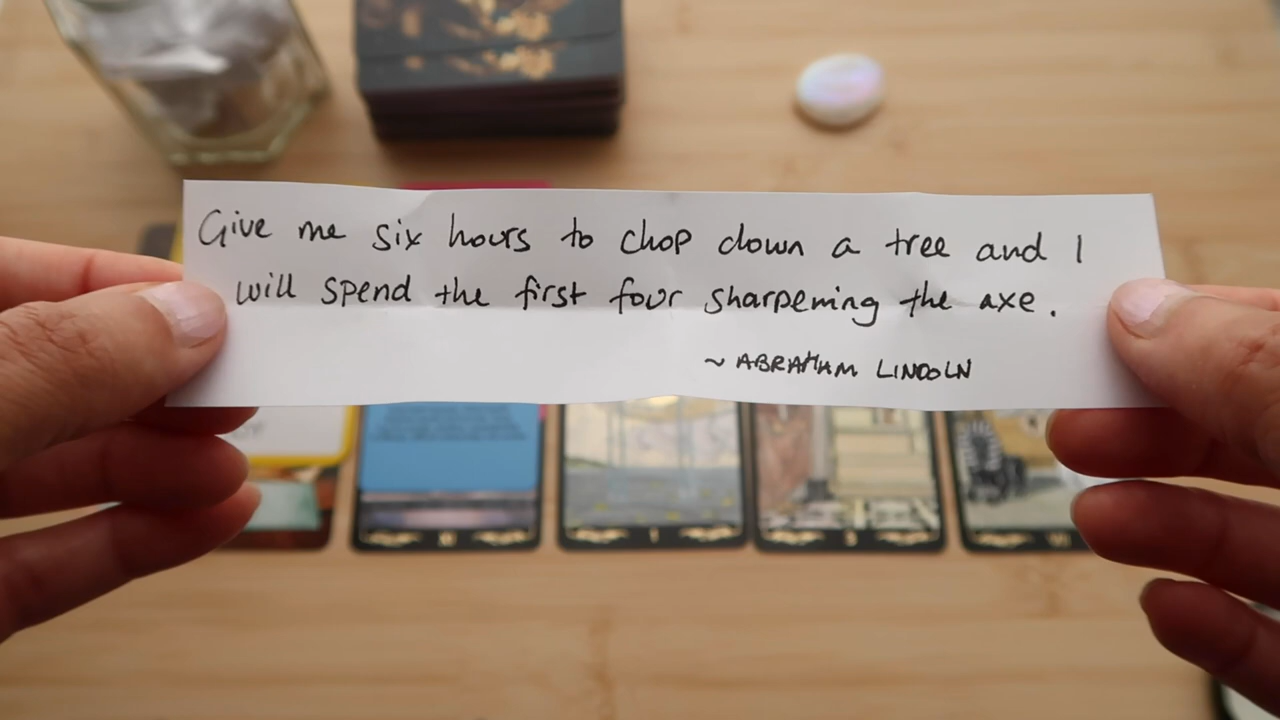 Give me six hours to chop down a tree and I
will spend the first four sharpening the axe.
~ ABRAHAM LINCOLN